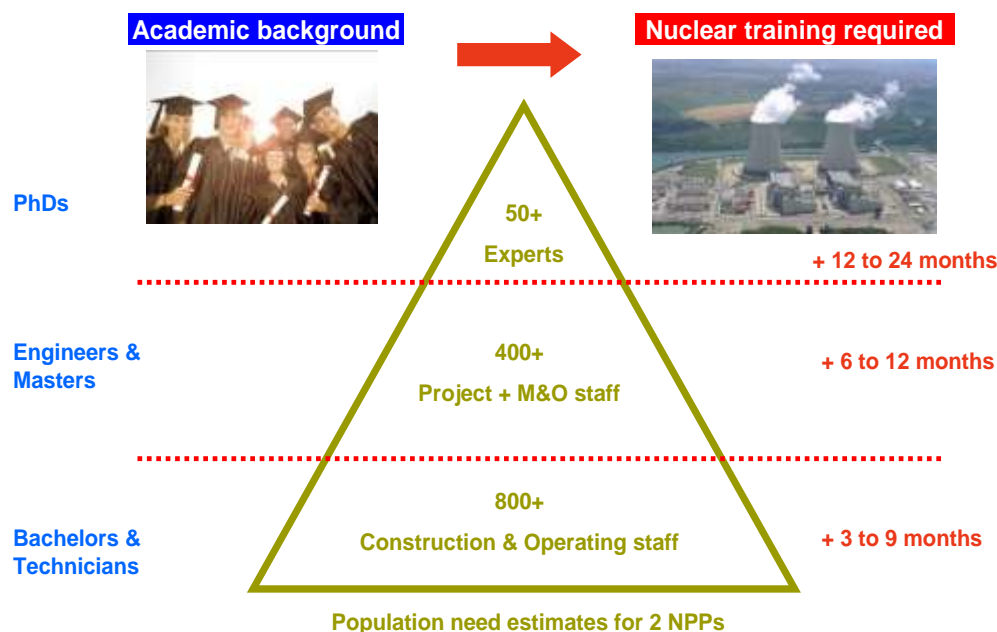 Academic background
Nuclear training required
PhDs
50+
Experts
+ 12 to 24 months
Engineers &
Masters
400+
Project + M&O staff
+ 6 to 12 months
Bachelors &
Technicians
800+
Construction & Operating staff
+ 3 to 9 months
Population need estimates for 2 NPPs